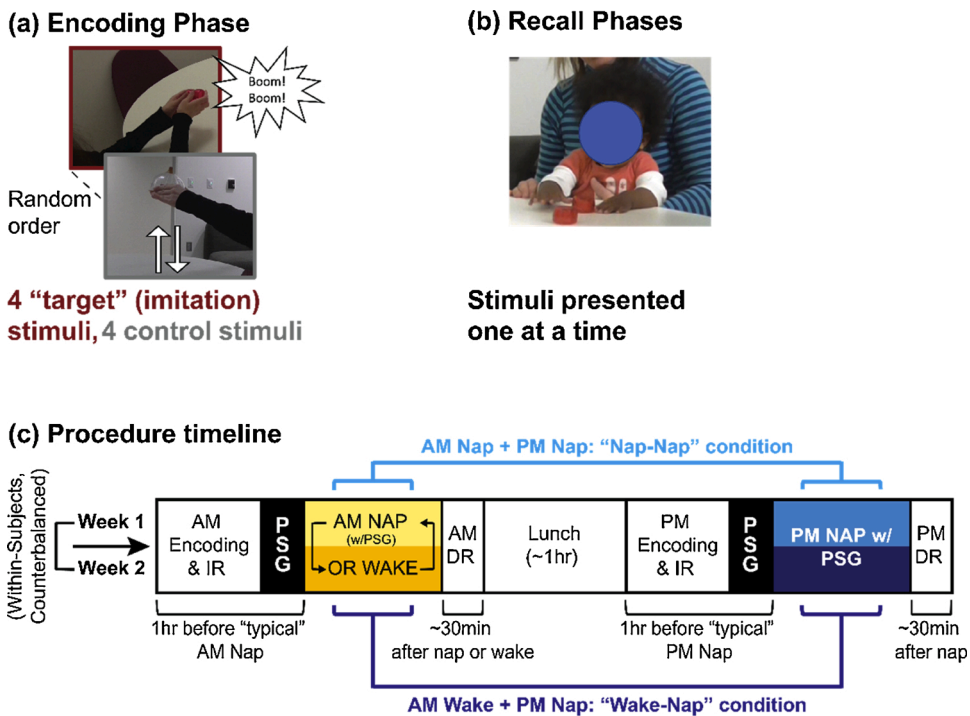 (a) Encoding Phase
Boom!
Boom!
Random
order
4 “target” (imitation)
stimuli, 4 control stimuli
(b) Recall Phases
Stimuli presented
one at a time
(c) Procedure timeline
AM Nap + PM Nap: “Nap-Nap” condition
(Within-Subjects,
Counterbalanced)
Week 1
Week 2
AM
Encoding
& IR
PSG
AM NAP
(w/PSG)
OR WAKE
AM
DR
Lunch
(~1hr)
PM
Encoding
& IR
PSG
PM NAP w/
PSG
PM
DR
1hr before “typical”
AM Nap
~30min
after nap or wake
1hr before “typical”
PM Nap
~30min
after nap
AM Wake + PM Nap: “Wake-Nap” condition